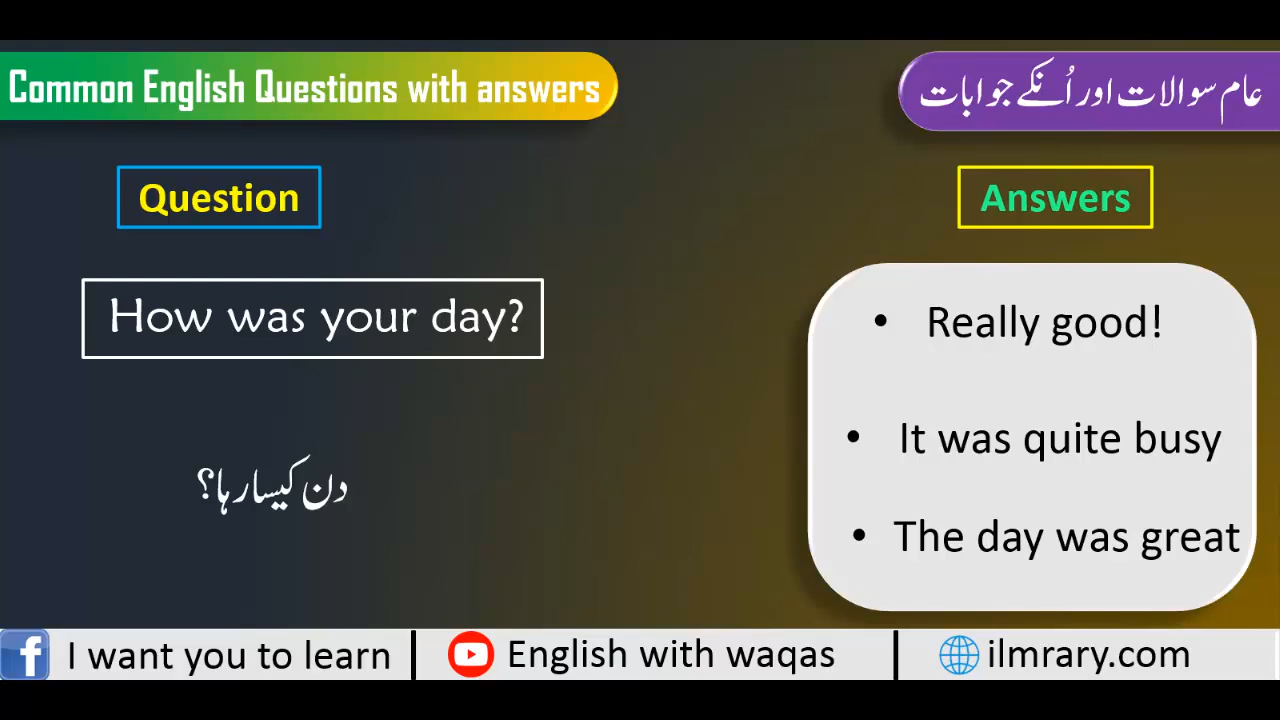 Common English Questions with answers
عام سوالات اور اُنکے جوابات
Question
Answers
How was your day?
دن کیسا رہا؟
• Really good!
• It was quite busy
• The day was great
f I want you to learn
English with waqas
ilmrary.com